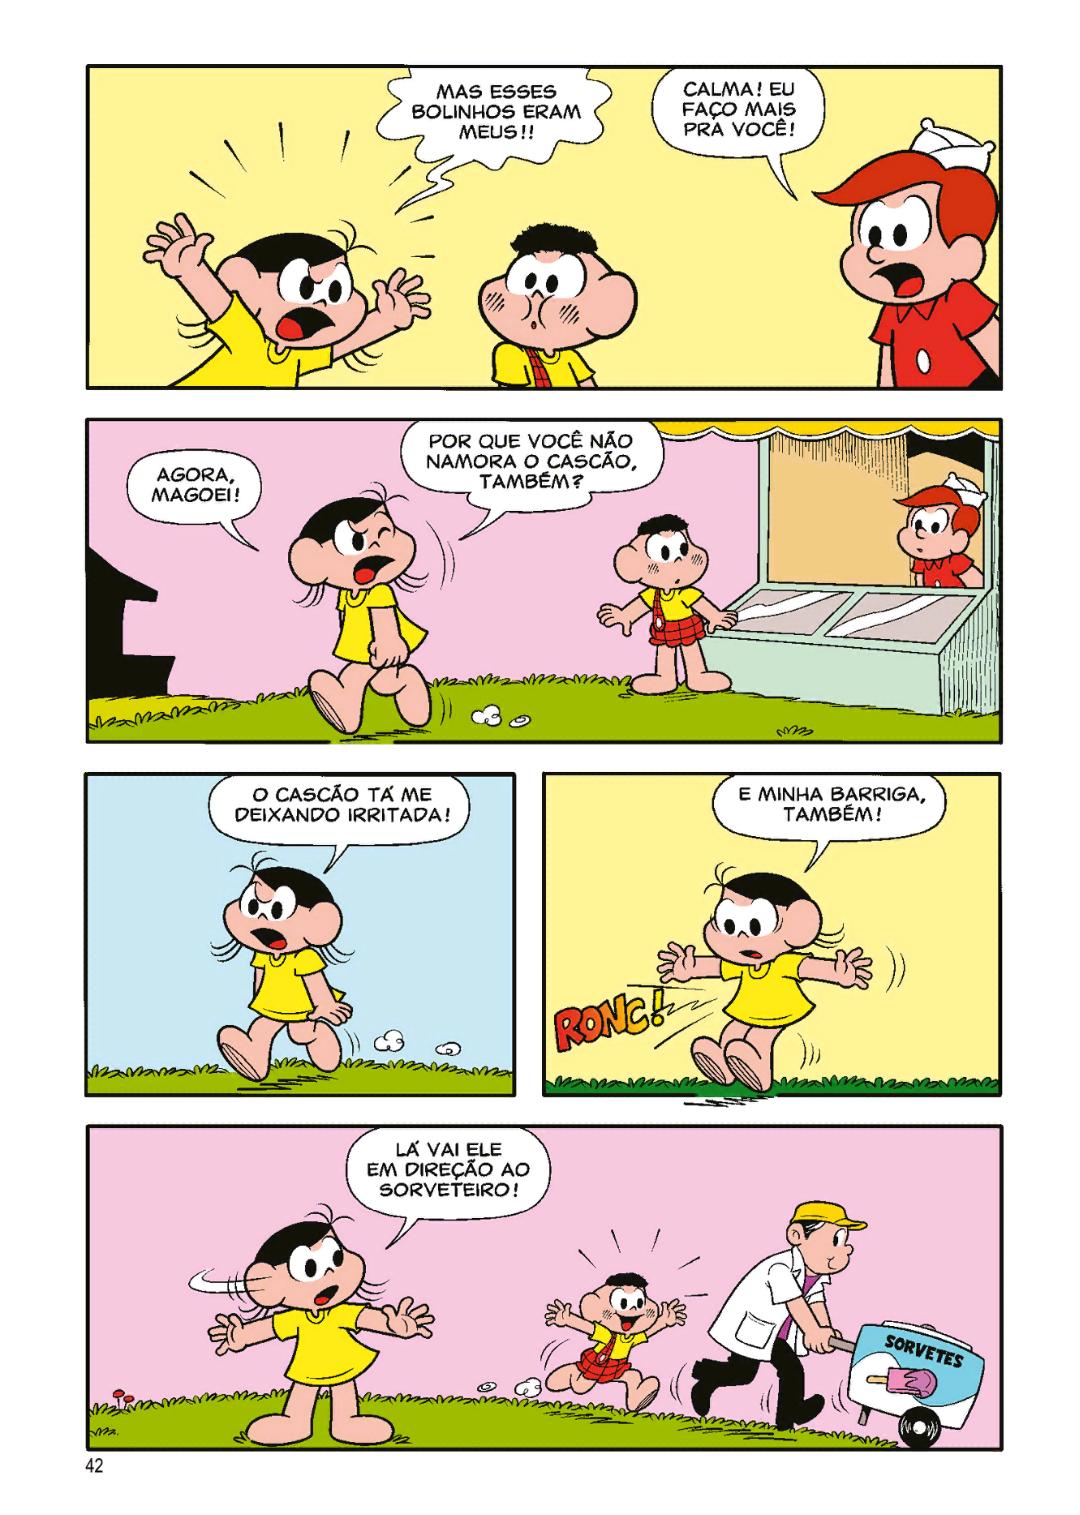 MAS ESSES
BOLINHOS ERAM
MEUS!!
CALMA! EU
FAÇO MAIS
PRA VOCÊ!
AGORA,
MAGOEI!
POR QUE VOCÊ NÃO
NAMORA O CASCÃO,
TAMBÉM?
O CASCÃO TÁ ME
DEIXANDO IRRITADA!
E MINHA BARRIGA,
TAMBÉM!
RONC!
LÁ VAI ELE
EM DIREÇÃO AO
SORVETEIRO!
SORVETES
42